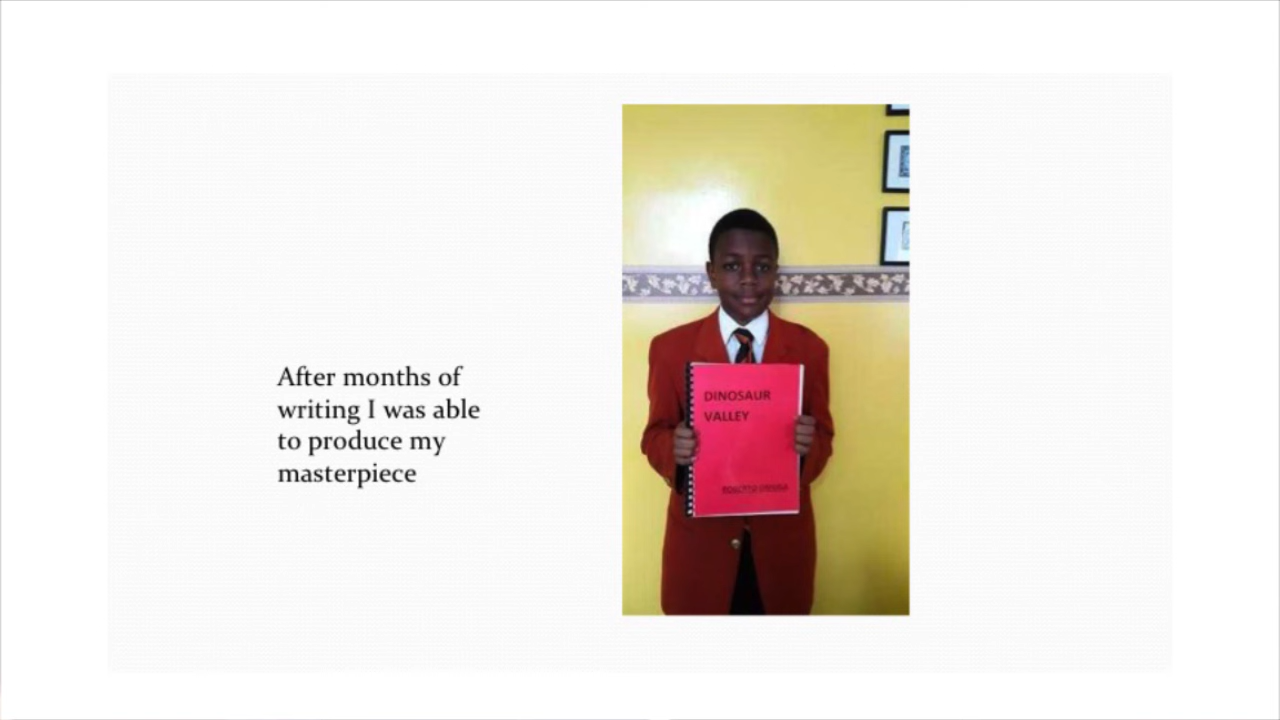 After months of
writing I was able
to produce my
masterpiece
DINOSAUR
VALLEY